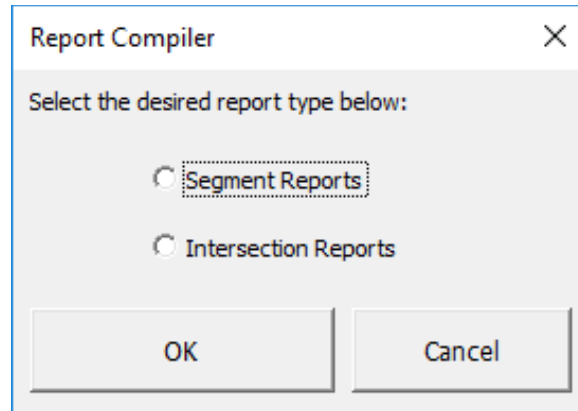 Report Compiler
Select the desired report type below:
Segment Reports
Intersection Reports
OK Cancel